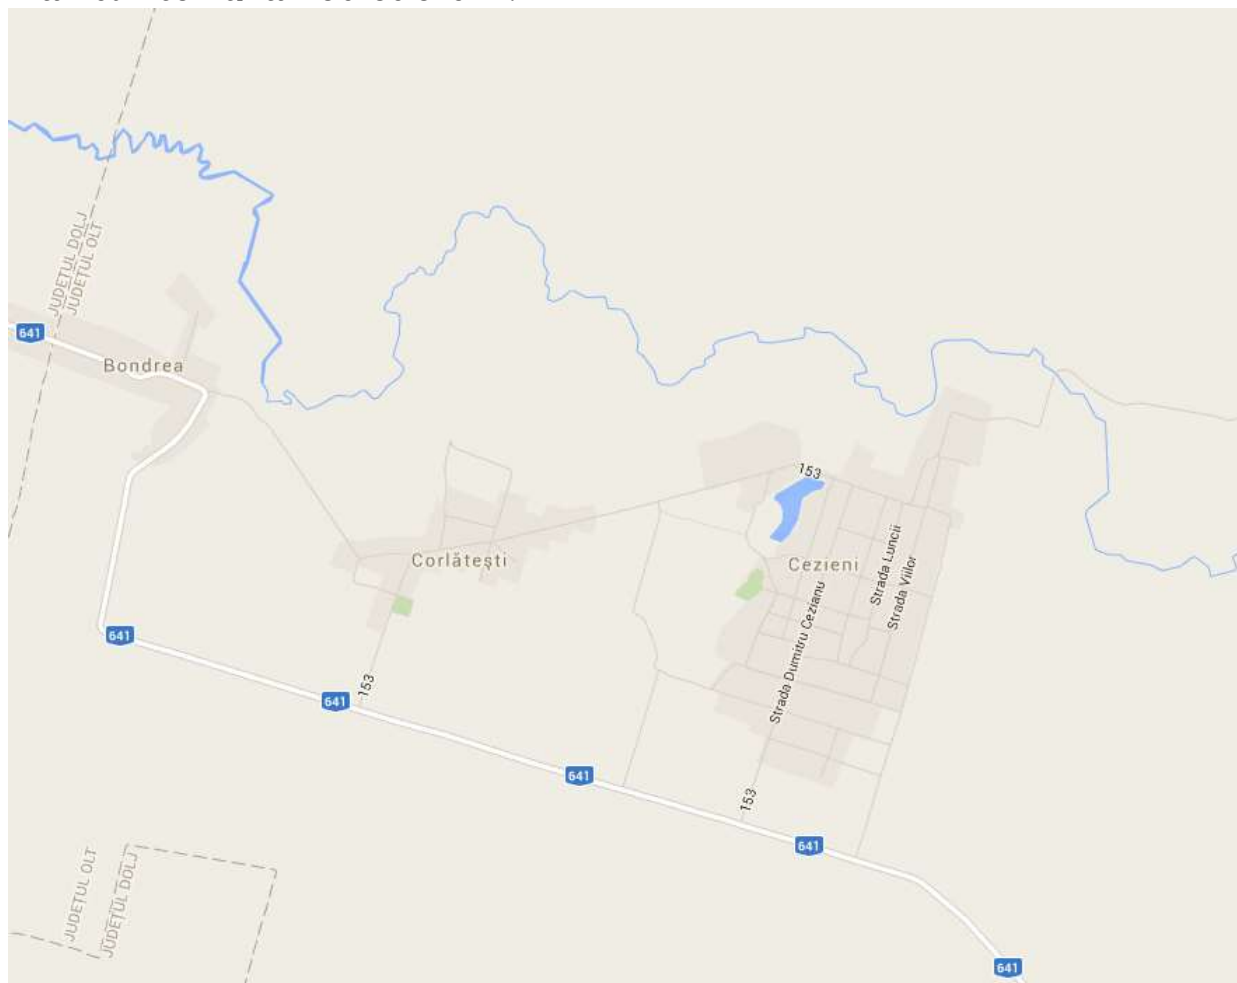 JUDEȚUL DOLJ
JUDEȚUL OLT
641
Bondrea
153
Corlătești
Cezieni
Strada Luncii
Strada Viilor
Strada Dumitru Cezianu
641
641
153
641
153
641
JUDEȚUL OLT
JUDEȚUL DOLJ
641